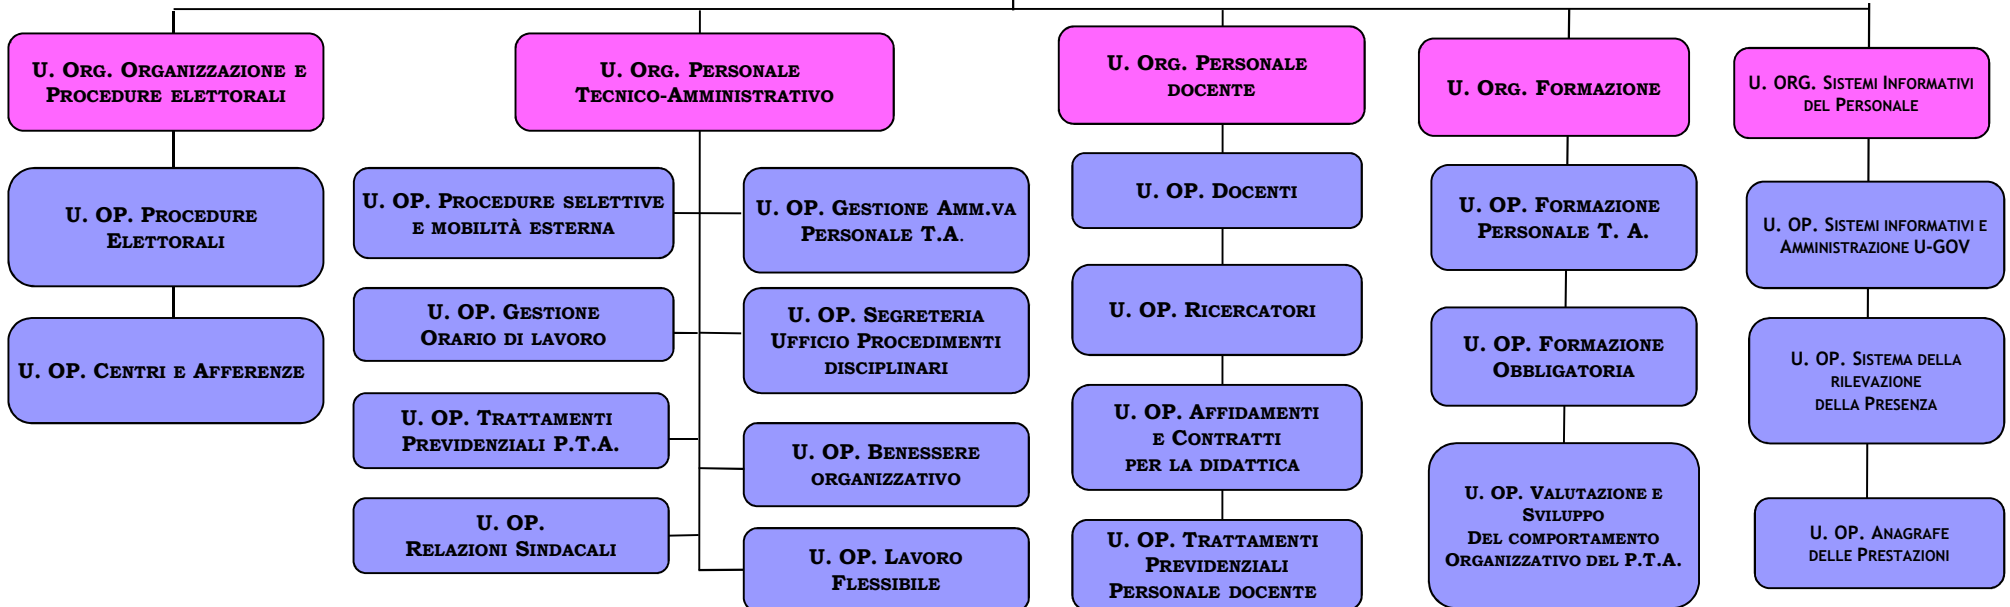 U. Org. Organizzazione e
Procedure elettorali
U. OP. Procedure
Elettorali
U. OP. Centri e Afferenze
U. Org. Personale
Tecnico-Amministrativo
U. OP. Procedure selettive
e mobilità esterna
U. OP. Gestione
Orario di lavoro
U. OP. Trattamenti
Previdenziali P.T.A.
U. OP.
Relazioni Sindacali
U. OP. Gestione Amm.va
Personale T.A.
U. OP. Segreteria
Ufficio Procedimenti
disciplinari
U. OP. Benessere
organizzativo
U. OP. Lavoro
Flessibile
U. Org. Personale
docente
U. OP. Docenti
U. OP. Ricercatori
U. OP. Affidamenti
e Contratti
per la didattica
U. OP. Trattamenti
Previdenziali
Personale docente
U. Org. Formazione
U. OP. Formazione
Personale T. A.
U. OP. Formazione
Obbligatoria
U. OP. Valutazione e
Sviluppo
Del comportamento
Organizzativo del P.T.A.
U. ORG. Sistemi Informativi
del Personale
U. OP. Sistemi informativi e
Amministrazione U-GOV
U. OP. Sistema della
rilevazione
della Presenza
U. OP. Anagrafe
delle Prestazioni